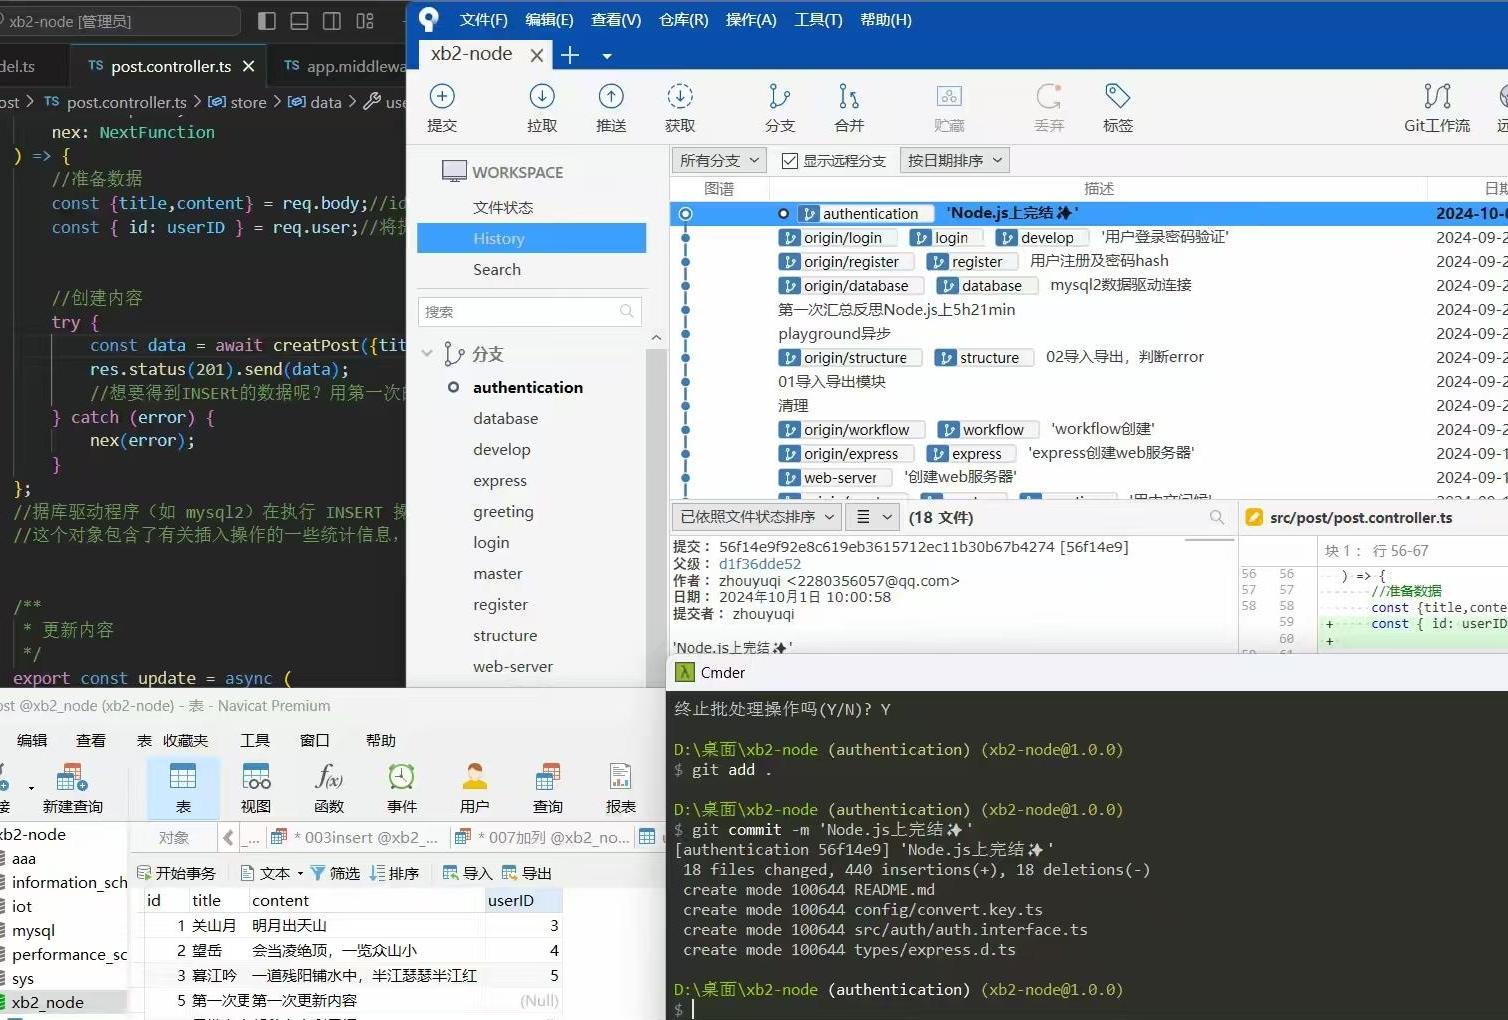 xb2-node [管理员]
del.ts
TS post.controller.ts ×
TS app.middlewa
ost > TS post.controller.ts > store > data > use
nex: NextFunction
) => {
//准备数据
const {title,content} = req.body;//id
const { id: userID } = req.user;//将
//创建内容
try {
const data = await creatPost({tit
res.status(201).send(data);
//想要得到INSERt的数据呢？用第一次
} catch (error) {
nex(error);
}
};
//据库驱动程序（如 mysql2）在执行 INSERT 操
//这个对象包含了有关插入操作的一些统计信息，
/**
* 更新内容
*/
export const update = async (
文件(F) 编辑(E) 查看(V) 仓库(R) 操作(A) 工具(T) 帮助(H)
xb2-node
提交 拉取 推送 获取 分支 合并 贮藏 丢弃 标签 Git工作流
WORKSPACE
文件状态
History
Search
搜索
分支
authentication
database
develop
express
greeting
login
master
register
structure
web-server
所有分支 显示远程分支 按日期排序
图谱 描述 日期
authentication 'Node.js上完结✨' 2024-10-0
origin/login login develop '用户登录密码验证' 2024-09-2
origin/register register 用户注册及密码hash 2024-09-2
origin/database database mysql2数据驱动连接 2024-09-2
第一次汇总反思Node.js上5h21min 2024-09-2
playground异步 2024-09-2
origin/structure structure 02导入导出，判断error 2024-09-2
01导入导出模块 2024-09-2
清理 2024-09-2
origin/workflow workflow 'workflow创建' 2024-09-2
origin/express express 'express创建web服务器' 2024-09-1
web-server '创建web服务器' 2024-09-1
已依照文件状态排序 (18 文件)
提交： 56f14e9f92e8c619eb3615712ec11b30b67b4274 [56f14e9]
父级： d1f36dde52
作者： zhouyuqi <2280356057@qq.com>
日期： 2024年10月1日 10:00:58
提交者： zhouyuqi
'Node.js上完结✨'
src/post/post.controller.ts
块 1： 行 56-67
56 56 ) => {
57 57 //准备数据
58 58 const {title,conte
59 + const { id: userID
60 +
Cmder
终止批处理操作吗(Y/N)? Y
D:\桌面\xb2-node (authentication) (xb2-node@1.0.0)
$ git add .
D:\桌面\xb2-node (authentication) (xb2-node@1.0.0)
$ git commit -m 'Node.js上完结✨'
[authentication 56f14e9] 'Node.js上完结✨'
18 files changed, 440 insertions(+), 18 deletions(-)
create mode 100644 README.md
create mode 100644 config/convert.key.ts
create mode 100644 src/auth/auth.interface.ts
create mode 100644 types/express.d.ts
D:\桌面\xb2-node (authentication) (xb2-node@1.0.0)
$
ost @xb2_node (xb2-node) - 表 - Navicat Premium
编辑 查看 表 收藏夹 工具 窗口 帮助
新建查询 表 视图 函数 事件 用户 查询 报表
xb2-node
aaa
information_sch
iot
mysql
performance_sc
sys
xb2_node
对象 ... * 003insert @xb2_... * 007加列 @xb2_no...
开始事务 文本 筛选 排序 导入 导出
id title content userID
1 关山月 明月出天山 3
2 望岳 会当凌绝顶，一览众山小 4
3 暮江吟 一道残阳铺水中，半江瑟瑟半江红 5
5 第一次更 第一次更新内容 (Null)